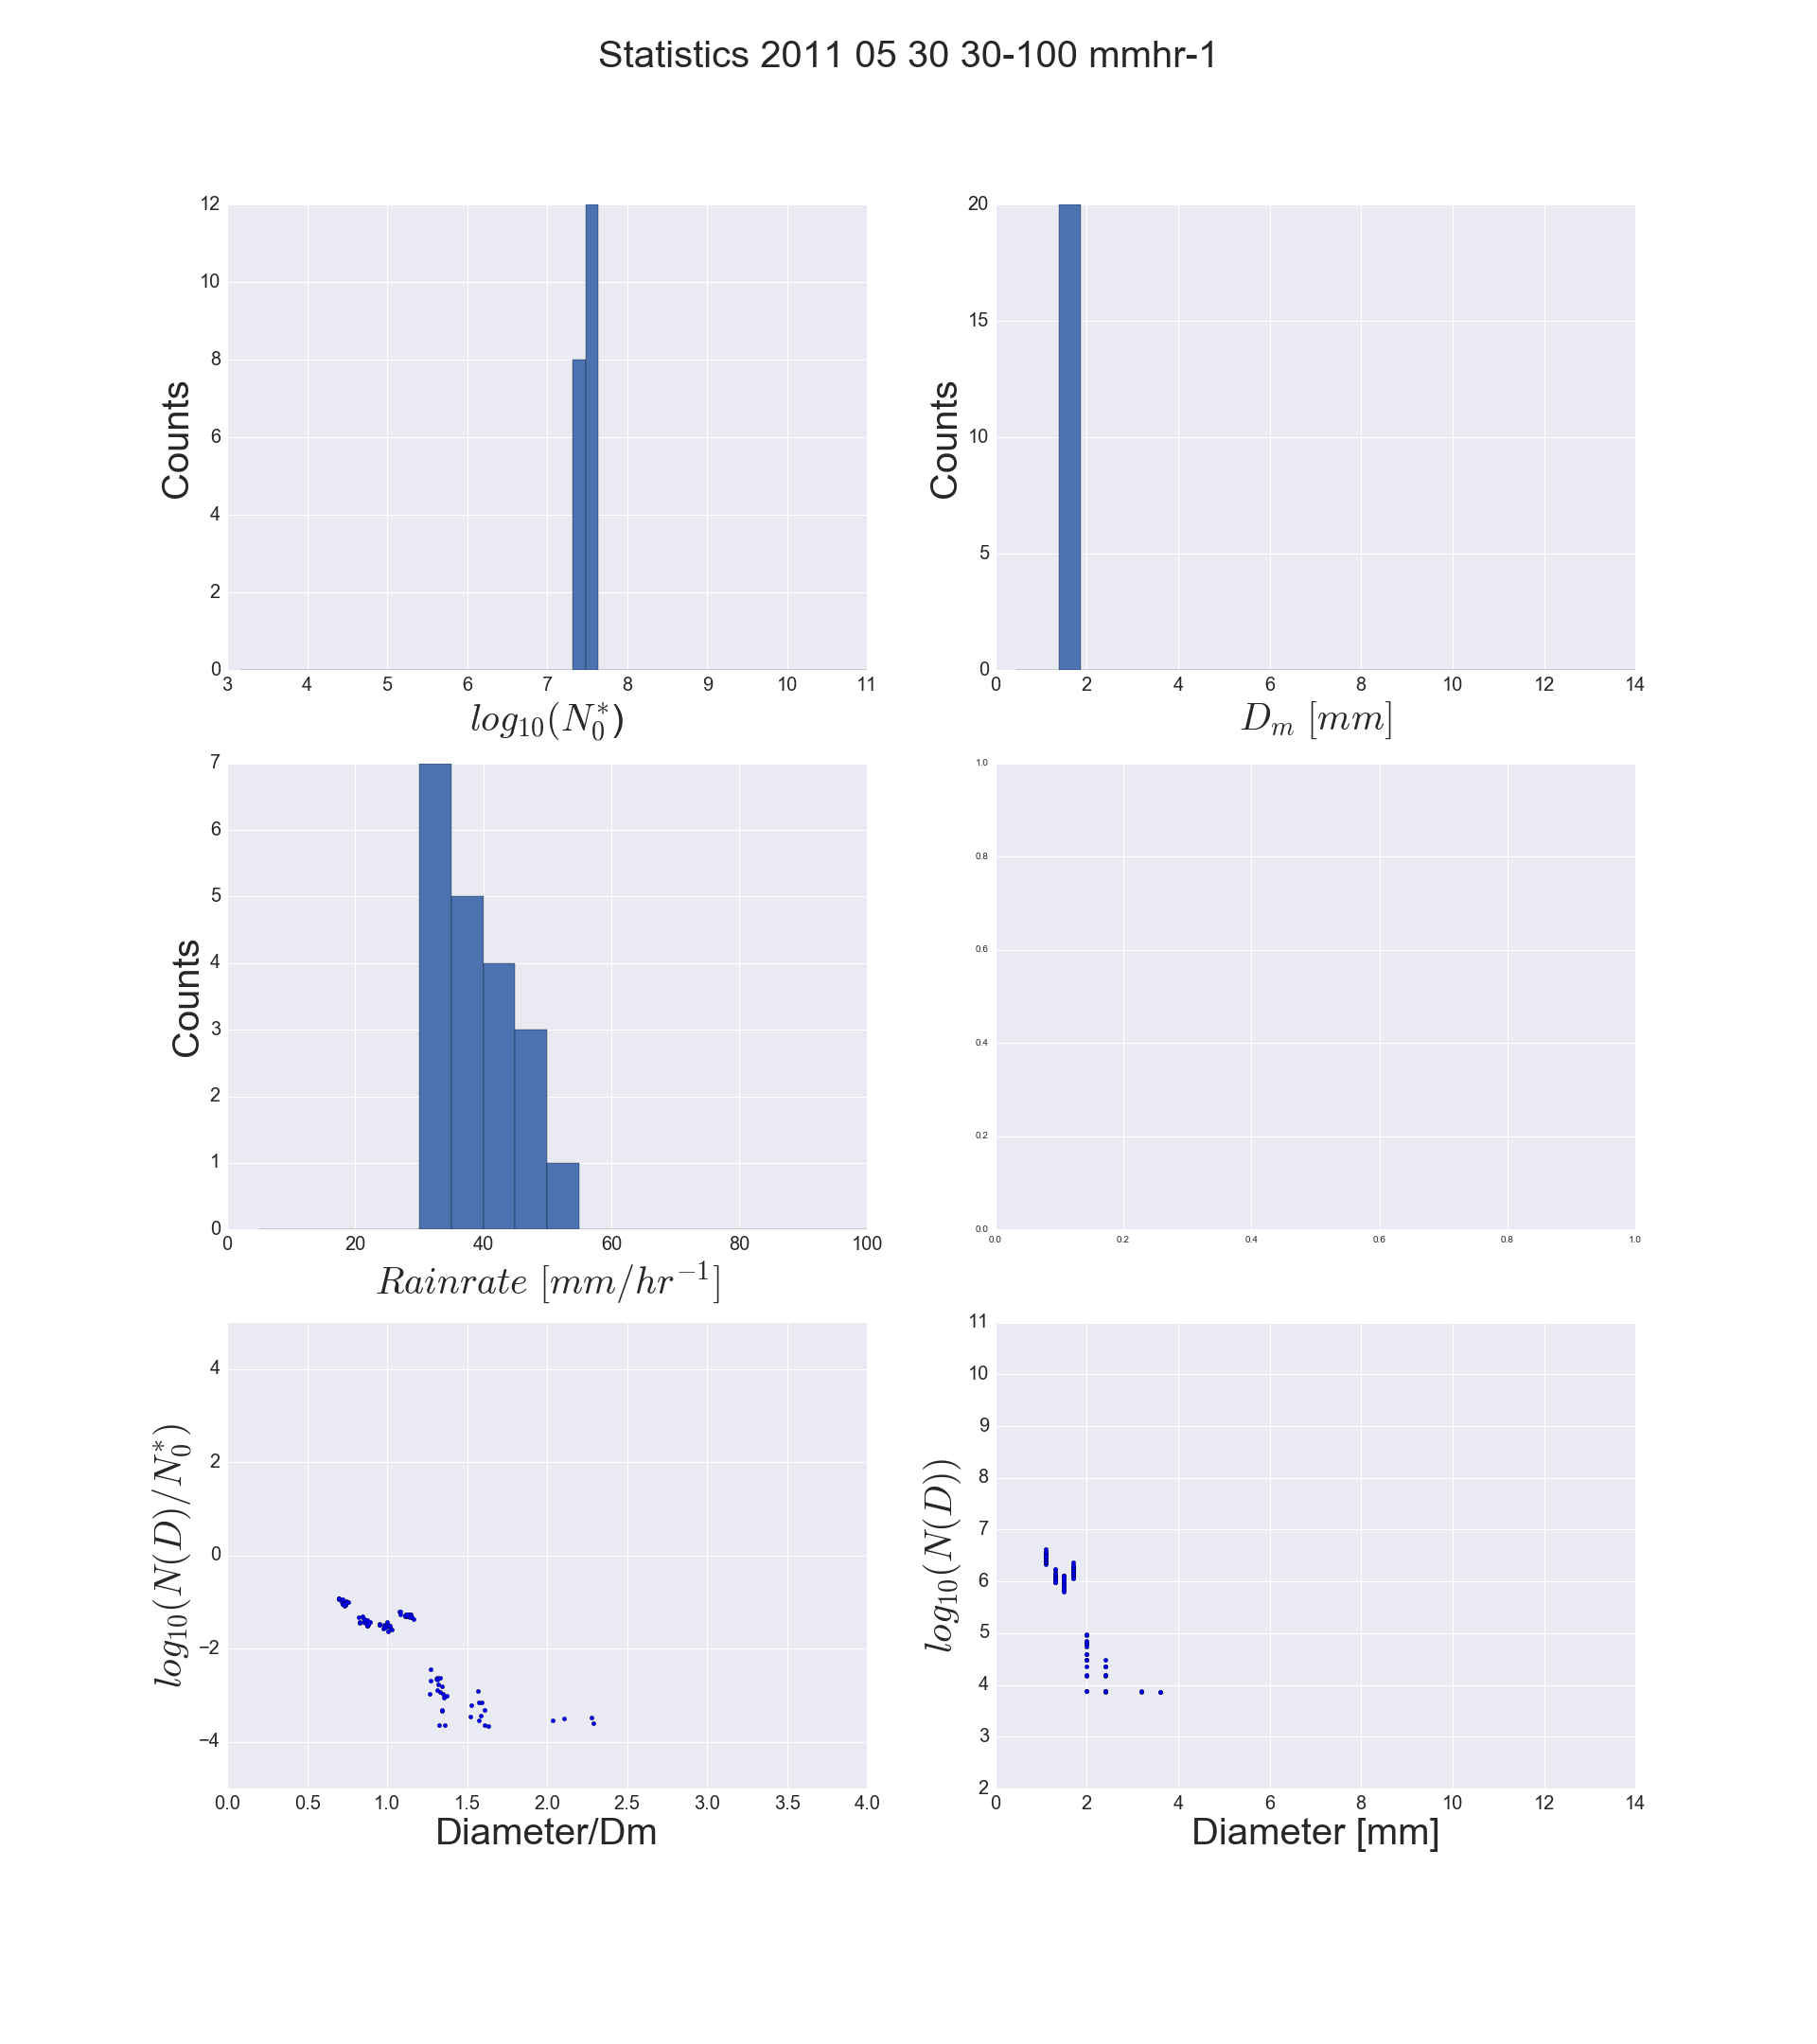 Statistics 2011 05 30 30-100 mmhr-1
12
10
8
6
4
2
0
Counts
3 4 5 6 7 8 9 10 11
log10(N0*)
20
15
10
5
0
Counts
0 2 4 6 8 10 12 14
Dm [mm]
7
6
5
4
3
2
1
0
Counts
0 20 40 60 80 100
Rainrate [mm/hr−1]
1.0
0.8
0.6
0.4
0.2
0.0
0.0 0.2 0.4 0.6 0.8 1.0
4
2
0
−2
−4
log10(N(D)/N0*)
0.0 0.5 1.0 1.5 2.0 2.5 3.0 3.5 4.0
Diameter/Dm
11
10
9
8
7
6
5
4
3
2
log10(N(D))
0 2 4 6 8 10 12 14
Diameter [mm]